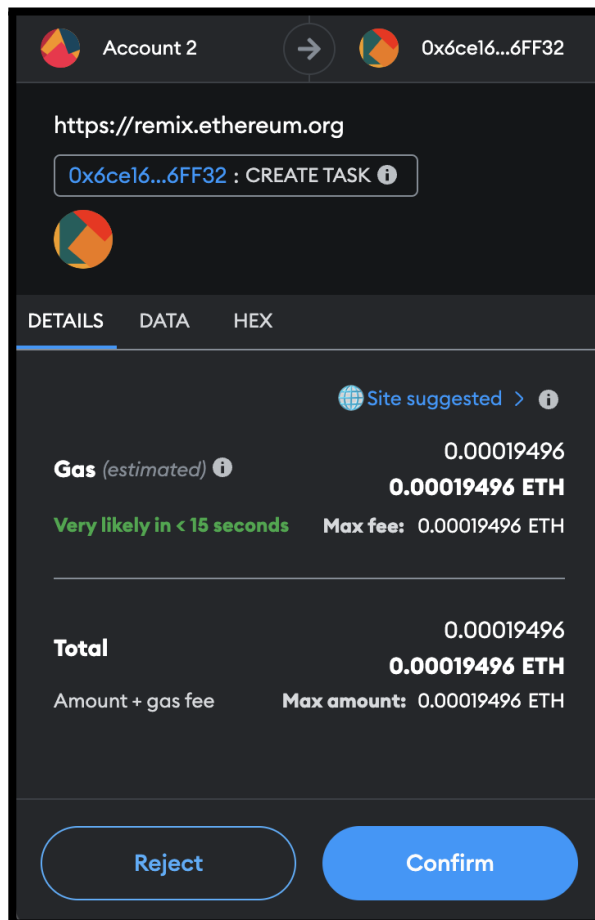 Account 2
0x6ce16...6FF32
https://remix.ethereum.org
0x6ce16...6FF32 : CREATE TASK
DETAILS DATA HEX
Site suggested >
0.00019496
Gas (estimated)
0.00019496 ETH
Very likely in < 15 seconds Max fee: 0.00019496 ETH
0.00019496
Total
0.00019496 ETH
Amount + gas fee Max amount: 0.00019496 ETH
Reject Confirm